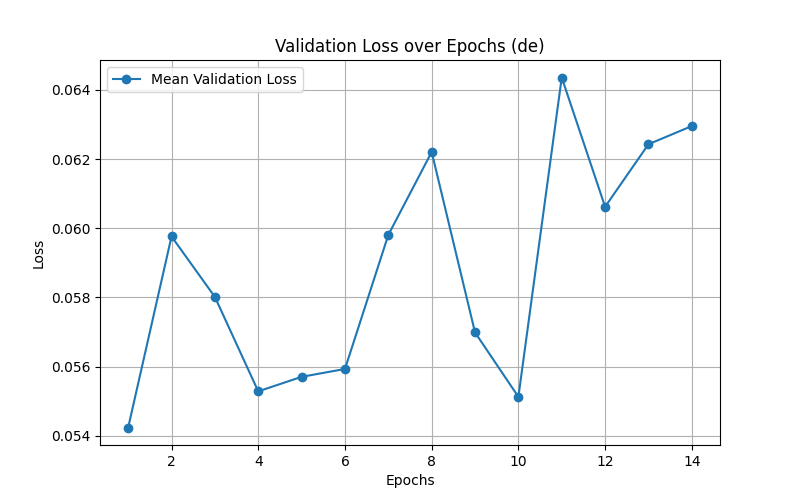 Validation Loss over Epochs (de)
Mean Validation Loss
0.064
0.062
0.060
0.058
0.056
0.054
Loss
2 4 6 8 10 12 14
Epochs